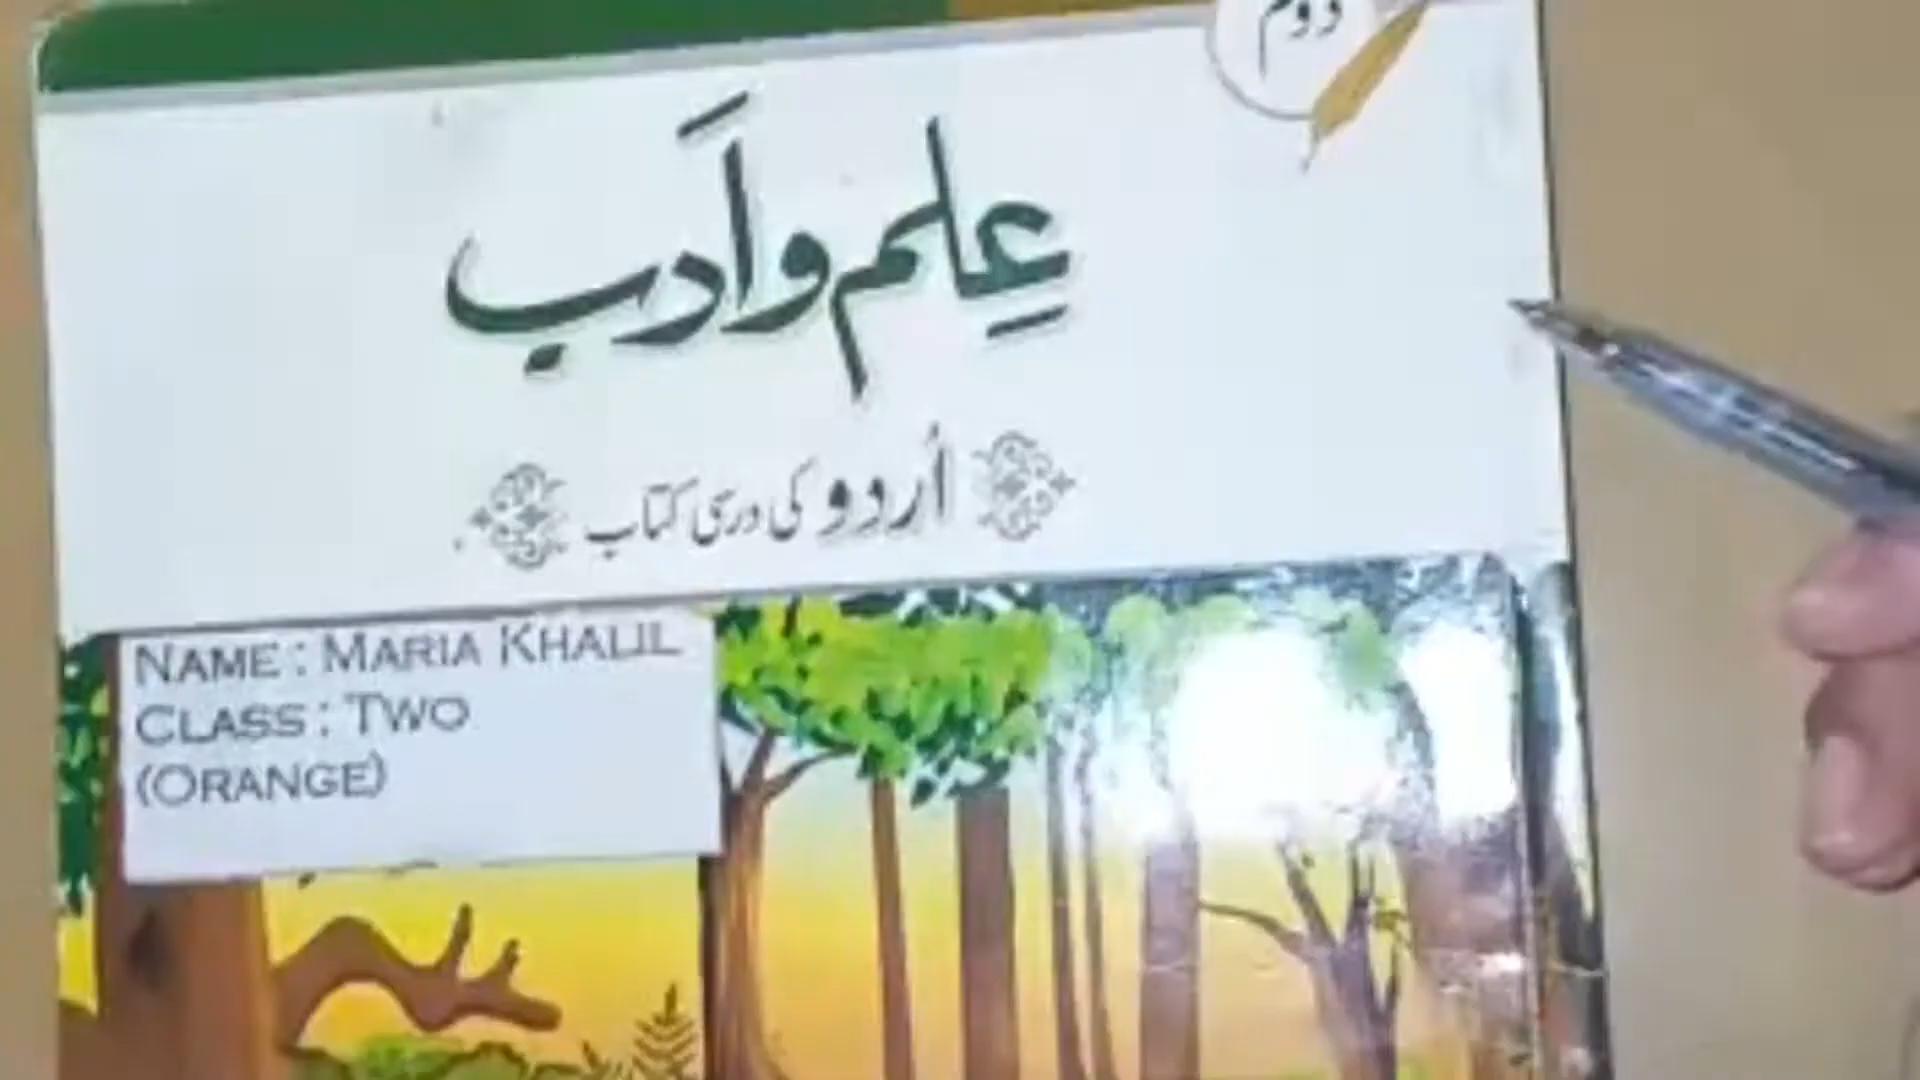 دوم
عِلم و اَدب
اُردو کی درسی کتاب
NAME : MARIA KHALIL
CLASS : TWO
(ORANGE)